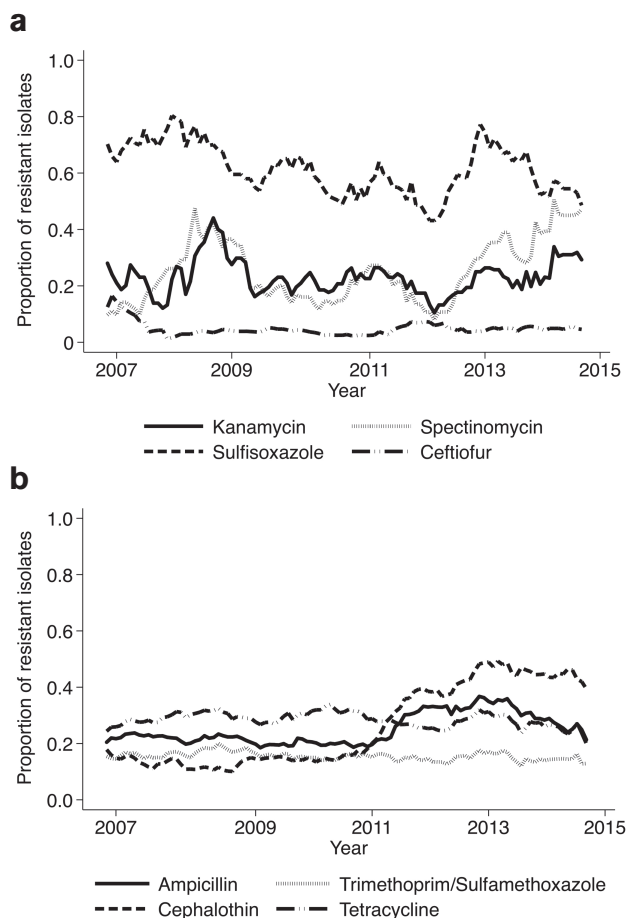 a
Proportion of resistant isolates
1.0
0.8
0.6
0.4
0.2
0
2007 2009 2011 2013 2015
Year
Kanamycin Spectinomycin
Sulfisoxazole Ceftiofur
b
Proportion of resistant isolates
1.0
0.8
0.6
0.4
0.2
0.0
2007 2009 2011 2013 2015
Year
Ampicillin Trimethoprim/Sulfamethoxazole
Cephalothin Tetracycline